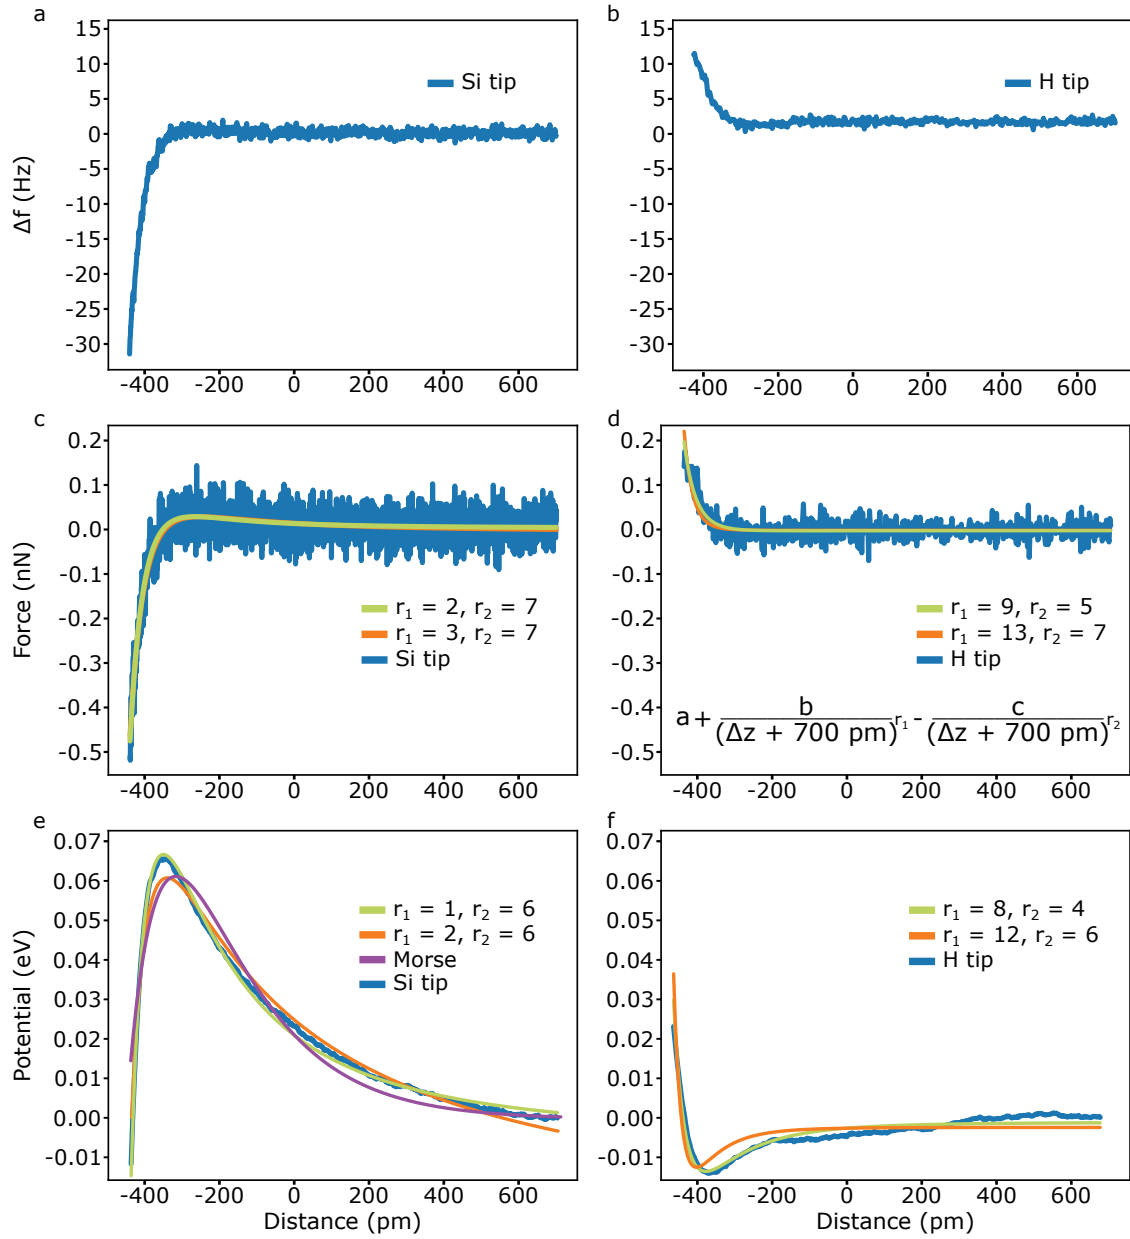 a
15
10
5
0
-5
-10
-15
-20
-25
-30
Δf (Hz)
Si tip
-400 -200 0 200 400 600
b
15
10
5
0
-5
-10
-15
-20
-25
-30
H tip
-400 -200 0 200 400 600
c
0.2
0.1
0.0
-0.1
-0.2
-0.3
-0.4
-0.5
Force (nN)
r₁ = 2, r₂ = 7
r₁ = 3, r₂ = 7
Si tip
-400 -200 0 200 400 600
d
0.2
0.1
0.0
-0.1
-0.2
-0.3
-0.4
-0.5
r₁ = 9, r₂ = 5
r₁ = 13, r₂ = 7
H tip
a + b/(Δz + 700 pm)^r₁ - c/(Δz + 700 pm)^r₂
-400 -200 0 200 400 600
e
0.07
0.06
0.05
0.04
0.03
0.02
0.01
0.00
-0.01
Potential (eV)
r₁ = 1, r₂ = 6
r₁ = 2, r₂ = 6
Morse
Si tip
-400 -200 0 200 400 600
Distance (pm)
f
0.07
0.06
0.05
0.04
0.03
0.02
0.01
0.00
-0.01
r₁ = 8, r₂ = 4
r₁ = 12, r₂ = 6
H tip
-400 -200 0 200 400 600
Distance (pm)